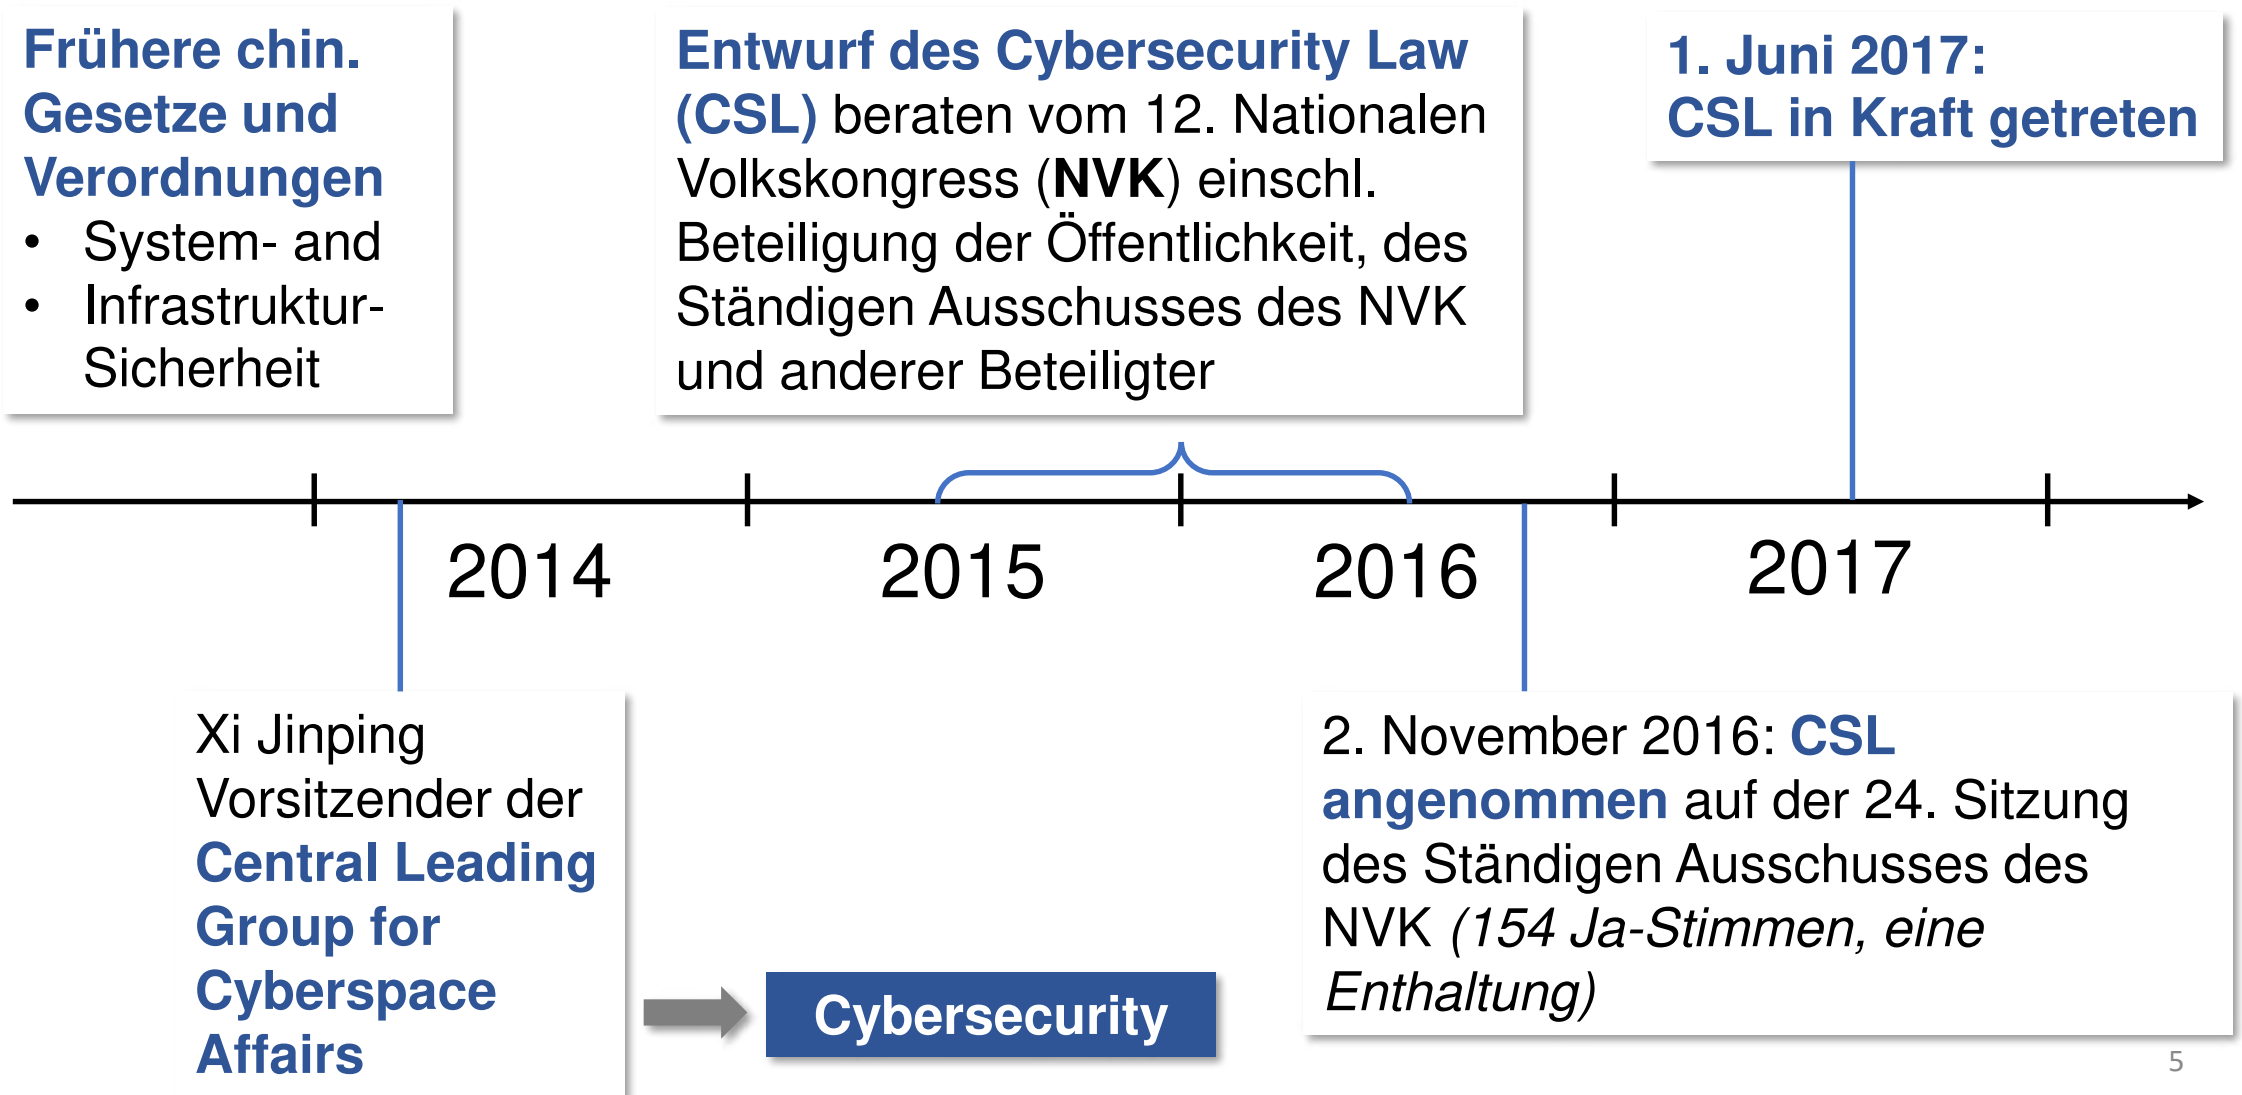 Frühere chin.
Gesetze und
Verordnungen
• System- and
• Infrastruktur-
Sicherheit
Entwurf des Cybersecurity Law
(CSL) beraten vom 12. Nationalen
Volkskongress (NVK) einschl.
Beteiligung der Öffentlichkeit, des
Ständigen Ausschusses des NVK
und anderer Beteiligter
1. Juni 2017:
CSL in Kraft getreten
2014
2015
2016
2017
Xi Jinping
Vorsitzender der
Central Leading
Group for
Cyberspace
Affairs
Cybersecurity
2. November 2016: CSL
angenommen auf der 24. Sitzung
des Ständigen Ausschusses des
NVK (154 Ja-Stimmen, eine
Enthaltung)
5